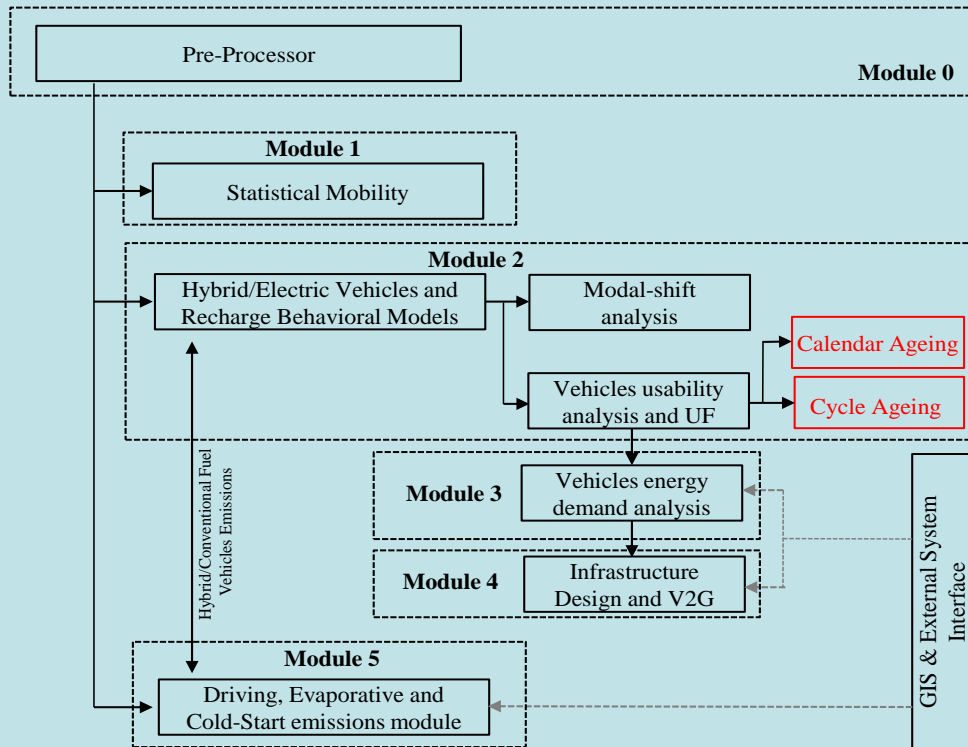 Pre-Processor
Module 0
Module 1
Statistical Mobility
Module 2
Hybrid/Electric Vehicles and
Recharge Behavioral Models
Modal-shift
analysis
Calendar Ageing
Vehicles usability
analysis and UF
Cycle Ageing
Hybrid/Conventional Fuel
Vehicles Emissions
Module 3
Vehicles energy
demand analysis
Module 4
Infrastructure
Design and V2G
GIS & External System
Interface
Module 5
Driving, Evaporative and
Cold-Start emissions module